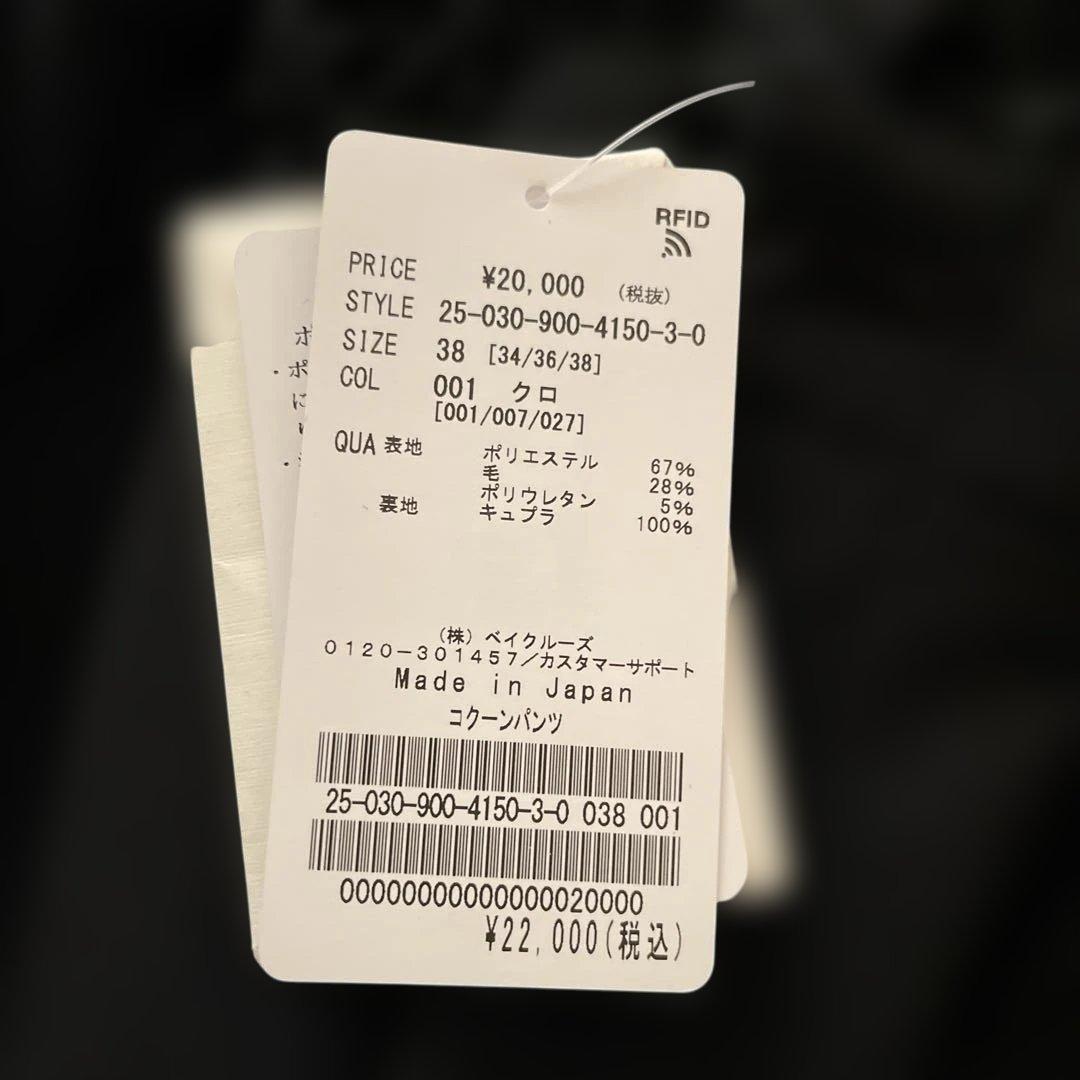 RFID
PRICE ¥20,000 (税抜)
STYLE 25-030-900-4150-3-0
SIZE 38 [34/36/38]
COL 001 クロ
[001/007/027]
QUA 表地 ポリエステル 67%
毛 28%
ポリウレタン 5%
裏地 キュプラ 100%
(株) ベイクルーズ
0120-301457/カスタマーサポート
Made in Japan
コクーンパンツ
25-030-900-4150-3-0 038 001
00000000000000020000
¥22,000(税込)